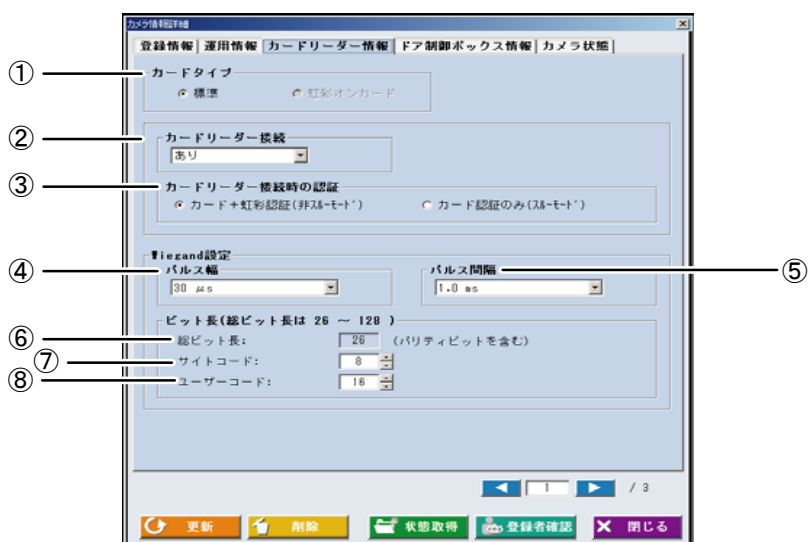 カメラ情報詳細
登録情報 運用情報 カードリーダー情報 ドア制御ボックス情報 カメラ状態
① カードタイプ
標準 虹彩オンカード
② カードリーダー接続
あり
③ カードリーダー接続時の認証
カード+虹彩認証(非スルーモード) カード認証のみ(スルーモード)
Wiegand設定
④ パルス幅 パルス間隔 ⑤
30 μs 1.0 ms
ビット長(総ビット長は 26 ~ 128 )
⑥ 総ビット長: 26 (パリティビットを含む)
⑦ サイトコード: 8
⑧ ユーザーコード: 16
1 / 3
更新 削除 状態取得 登録者確認 閉じる